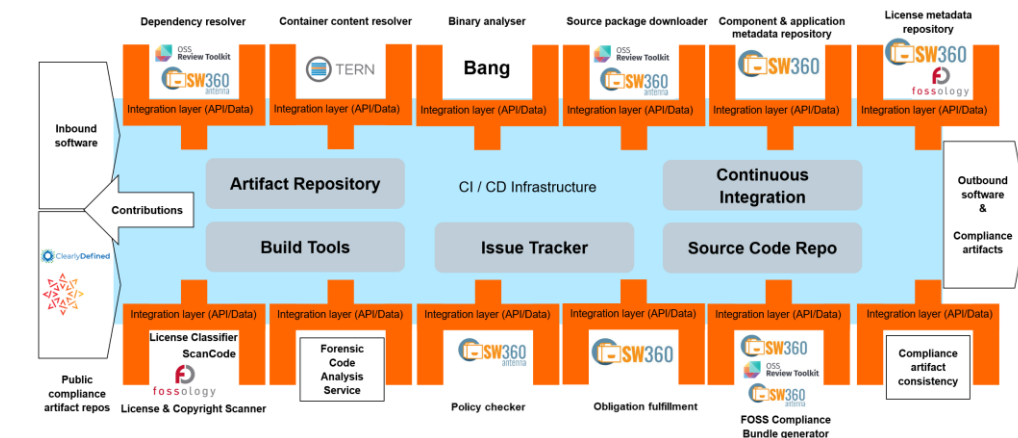 Dependency resolver
Container content resolver
Binary analyser
Source package downloader
Component & application
metadata repository
License metadata
repository
OSS
Review Toolkit
SW360
antenna
TERN
Bang
OSS
Review Toolkit
SW360
antenna
SW360
SW360
fossology
Integration layer (API/Data)
Integration layer (API/Data)
Integration layer (API/Data)
Integration layer (API/Data)
Integration layer (API/Data)
Integration layer (API/Data)
Inbound
software
Artifact Repository
CI / CD Infrastructure
Continuous
Integration
Outbound
software
&
Compliance
artifacts
Contributions
Build Tools
Issue Tracker
Source Code Repo
ClearlyDefined
Integration layer (API/Data)
Integration layer (API/Data)
Integration layer (API/Data)
Integration layer (API/Data)
Integration layer (API/Data)
Integration layer (API/Data)
License Classifier
ScanCode
fossology
Forensic
Code
Analysis
Service
SW360
antenna
SW360
SW360
OSS
Review Toolkit
SW360
antenna
Compliance
artifact
consistency
Public
compliance
artifact repos
License & Copyright Scanner
Policy checker
Obligation fulfillment
FOSS Compliance
Bundle generator